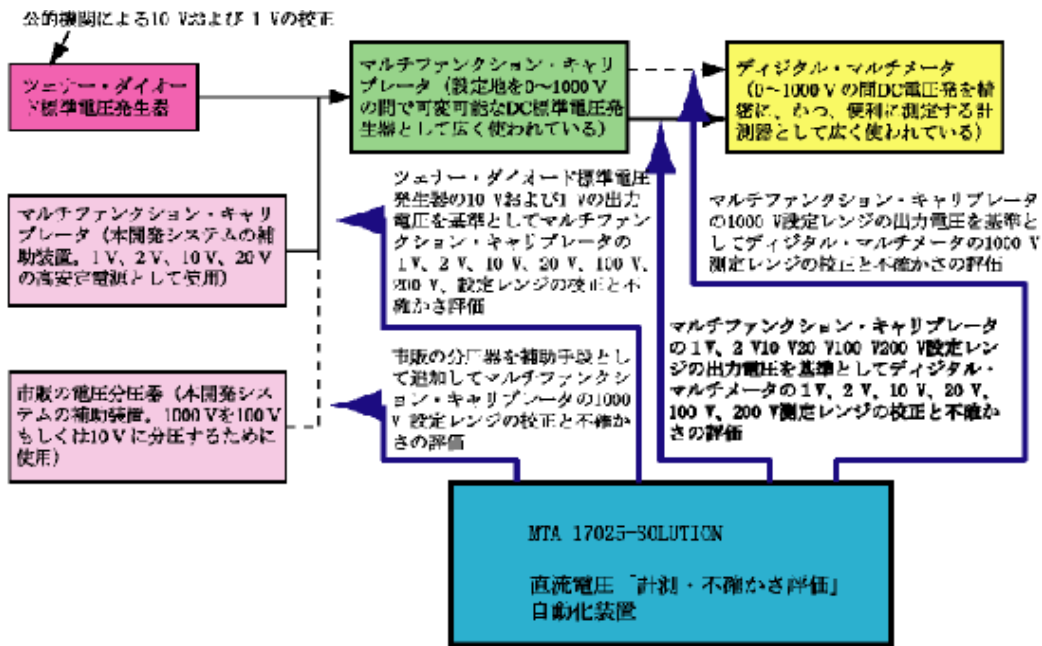 公的機関による10 Vおよび 1 Vの校正
ツェナー・ダイオー
ド標準電圧発生器
マルチファンクション・キャリ
ブレータ（設定地を0～1000 V
の間で可変可能なDC標準電圧発
生器として広く使われている）
ディジタル・マルチメータ
（0～1000 V の間DC電圧発を精
密に、かつ、便利に測定する計
測器として広く使われている）
マルチファンクション・キャリ
ブレータ（本開発システムの補
助装置。1 V、2 V、10 V、20 V
の高安定電源として使用）
ツェナー・ダイオード標準電圧
発生器の10 Vおよび1 Vの出力
電圧を基準としてマルチファン
クション・キャリブレータの
1 V、2 V、10 V、20 V、100 V、
200 V、設定レンジの校正と不
確かさ評価
マルチファンクション・キャリブレータ
の1000 V設定レンジの出力電圧を基準と
してディジタル・マルチメータの1000 V
測定レンジの校正と不確かさの評価
マルチファンクション・キャリブレータ
の 1 V、2 V10 V20 V100 V200 V設定レン
ジの出力電圧を基準としてディジタル・
マルチメータの 1 V、2 V、10 V、20 V、
100 V、200 V測定レンジの校正と不確か
さの評価
市販の電圧分圧器（本開発シス
テムの補助装置。1000 Vを100 V
もしくは10 V に分圧するために
使用）
市販の分圧器を補助手段とし
て追加してマルチファンクシ
ョン・キャリブレータの1000
V 設定レンジの校正と不確か
さの評価
MTA 17025-SOLUTION
直流電圧「計測・不確かさ評価」
自動化装置